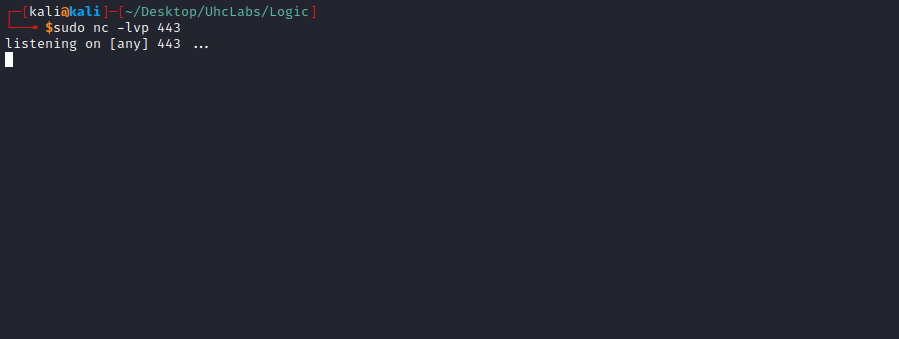 ┌─[kali@kali]─[~/Desktop/UhcLabs/Logic]
└──╼ $sudo nc -lvp 443
listening on [any] 443 ...